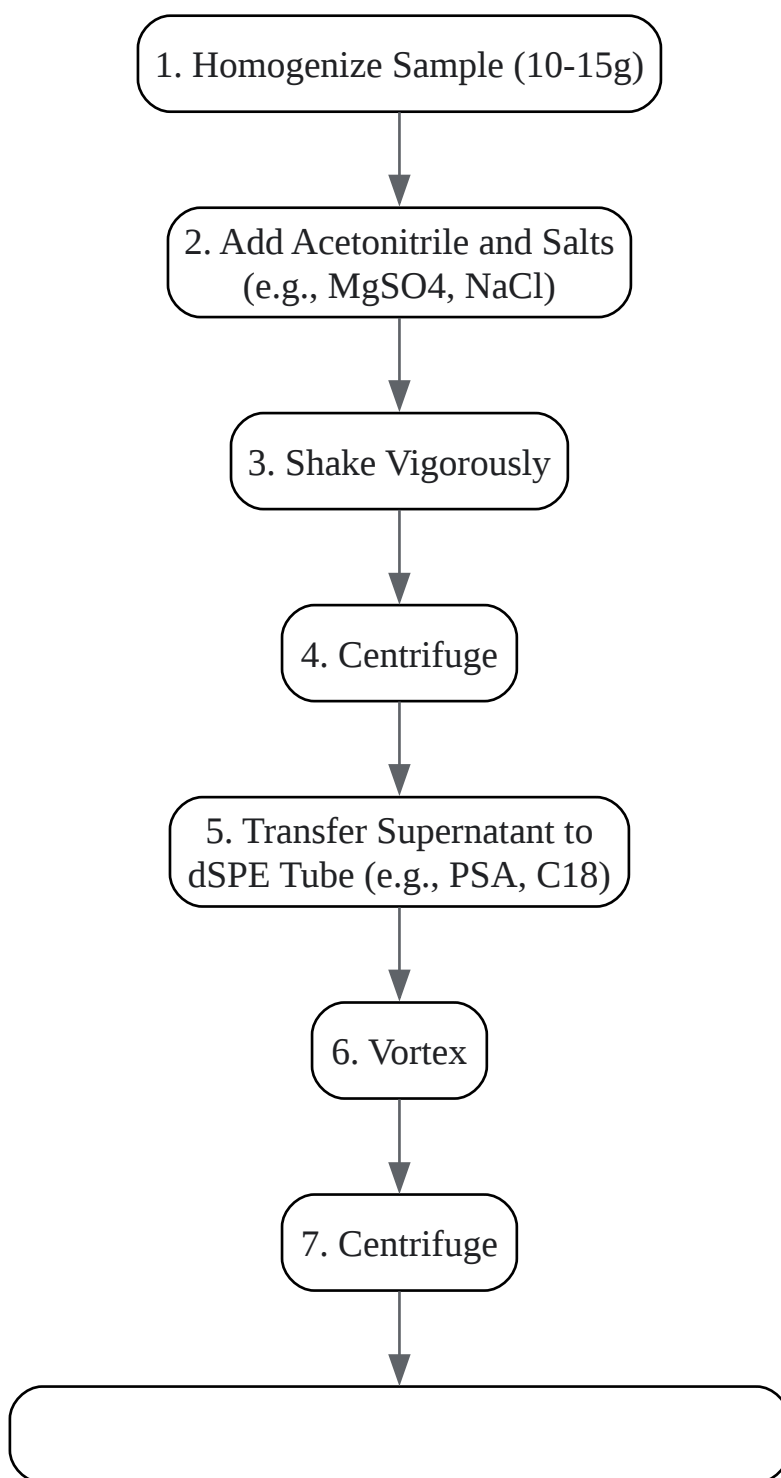 1. Homogenize Sample (10-15g)
2. Add Acetonitrile and Salts
(e.g., MgSO4, NaCl)
3. Shake Vigorously
4. Centrifuge
5. Transfer Supernatant to
dSPE Tube (e.g., PSA, C18)
6. Vortex
7. Centrifuge